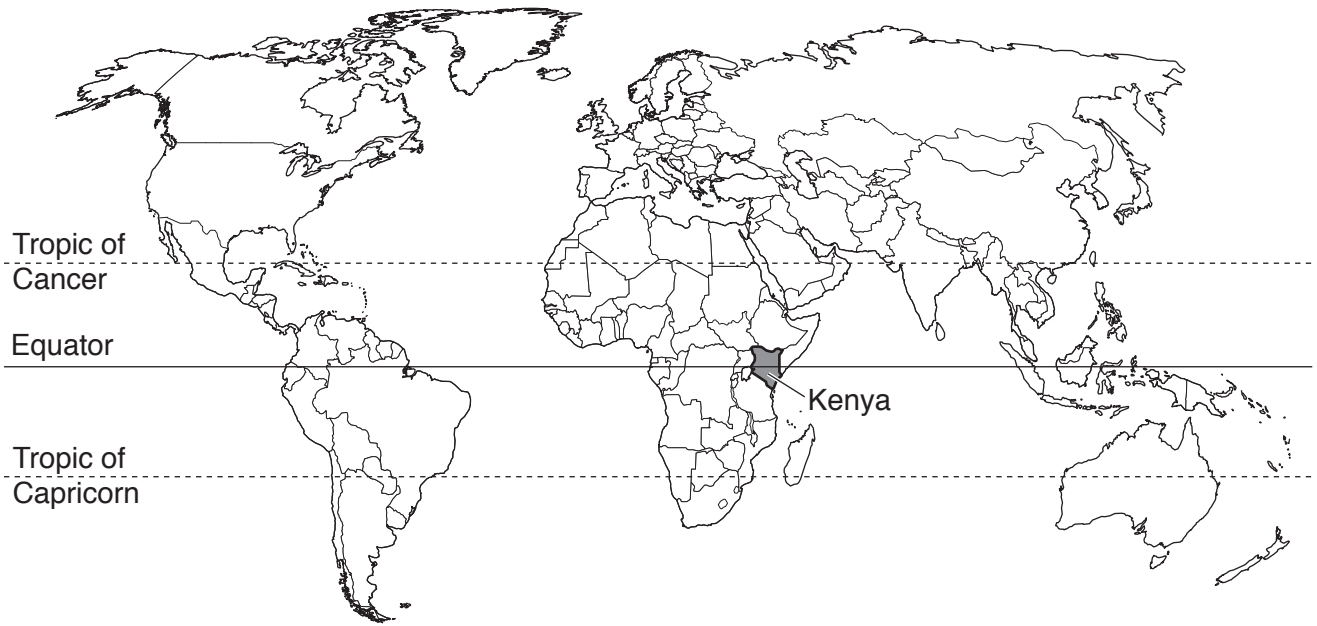 Tropic of
Cancer
Equator
Kenya
Tropic of
Capricorn